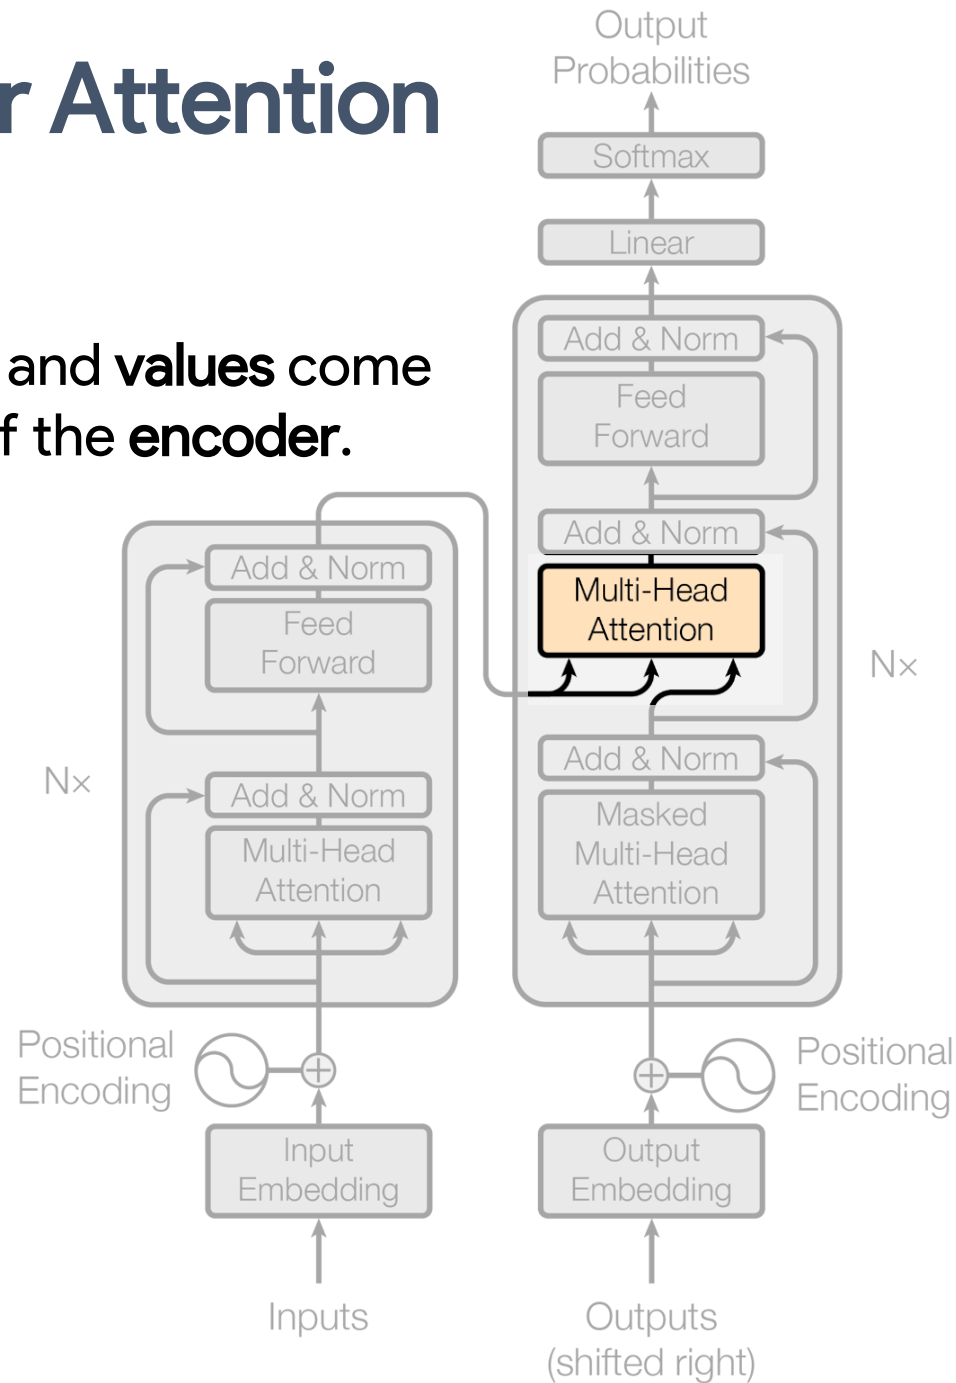 r Attention
and values come
f the encoder.
Output
Probabilities
Softmax
Linear
Add & Norm
Feed
Forward
Add & Norm
Multi-Head
Attention
Nx
Add & Norm
Masked
Multi-Head
Attention
Add & Norm
Feed
Forward
Nx
Add & Norm
Multi-Head
Attention
Positional
Encoding
Positional
Encoding
Input
Embedding
Output
Embedding
Inputs
Outputs
(shifted right)